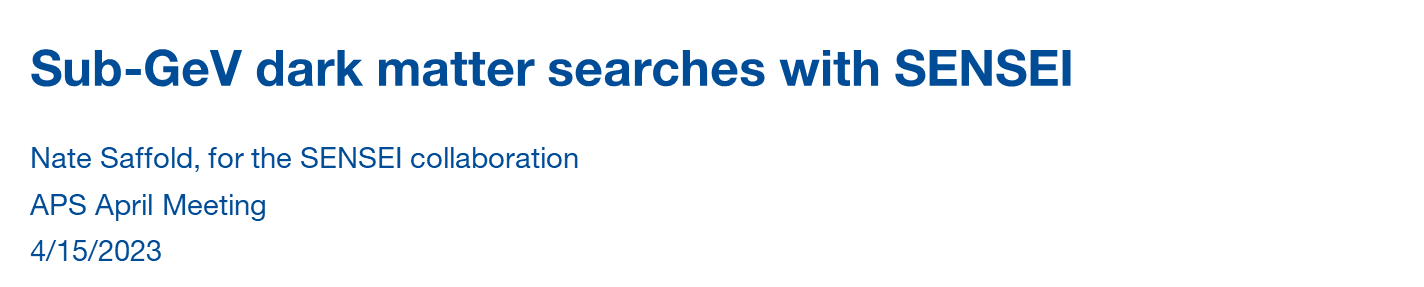 Sub-GeV dark matter searches with SENSEI
Nate Saffold, for the SENSEI collaboration
APS April Meeting
4/15/2023